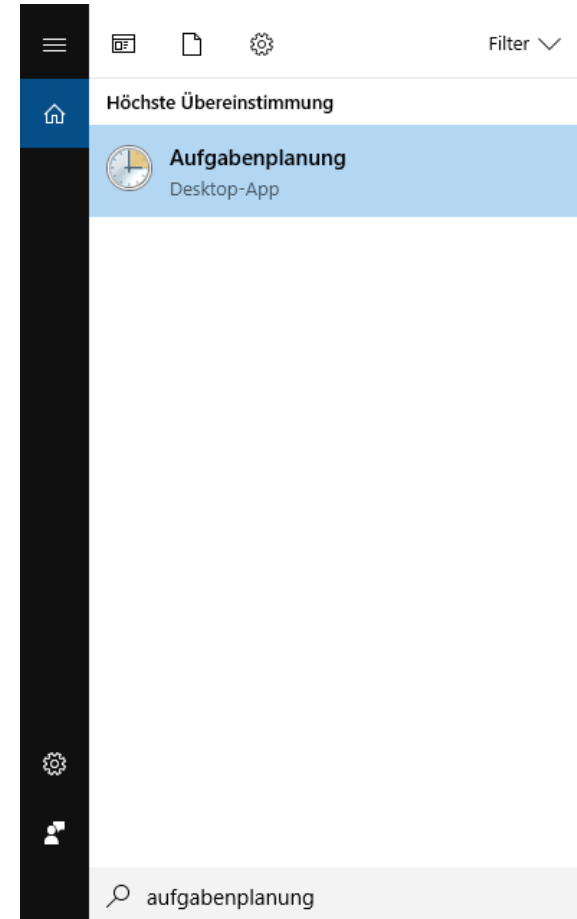 Filter
Höchste Übereinstimmung
Aufgabenplanung
Desktop-App
aufgabenplanung